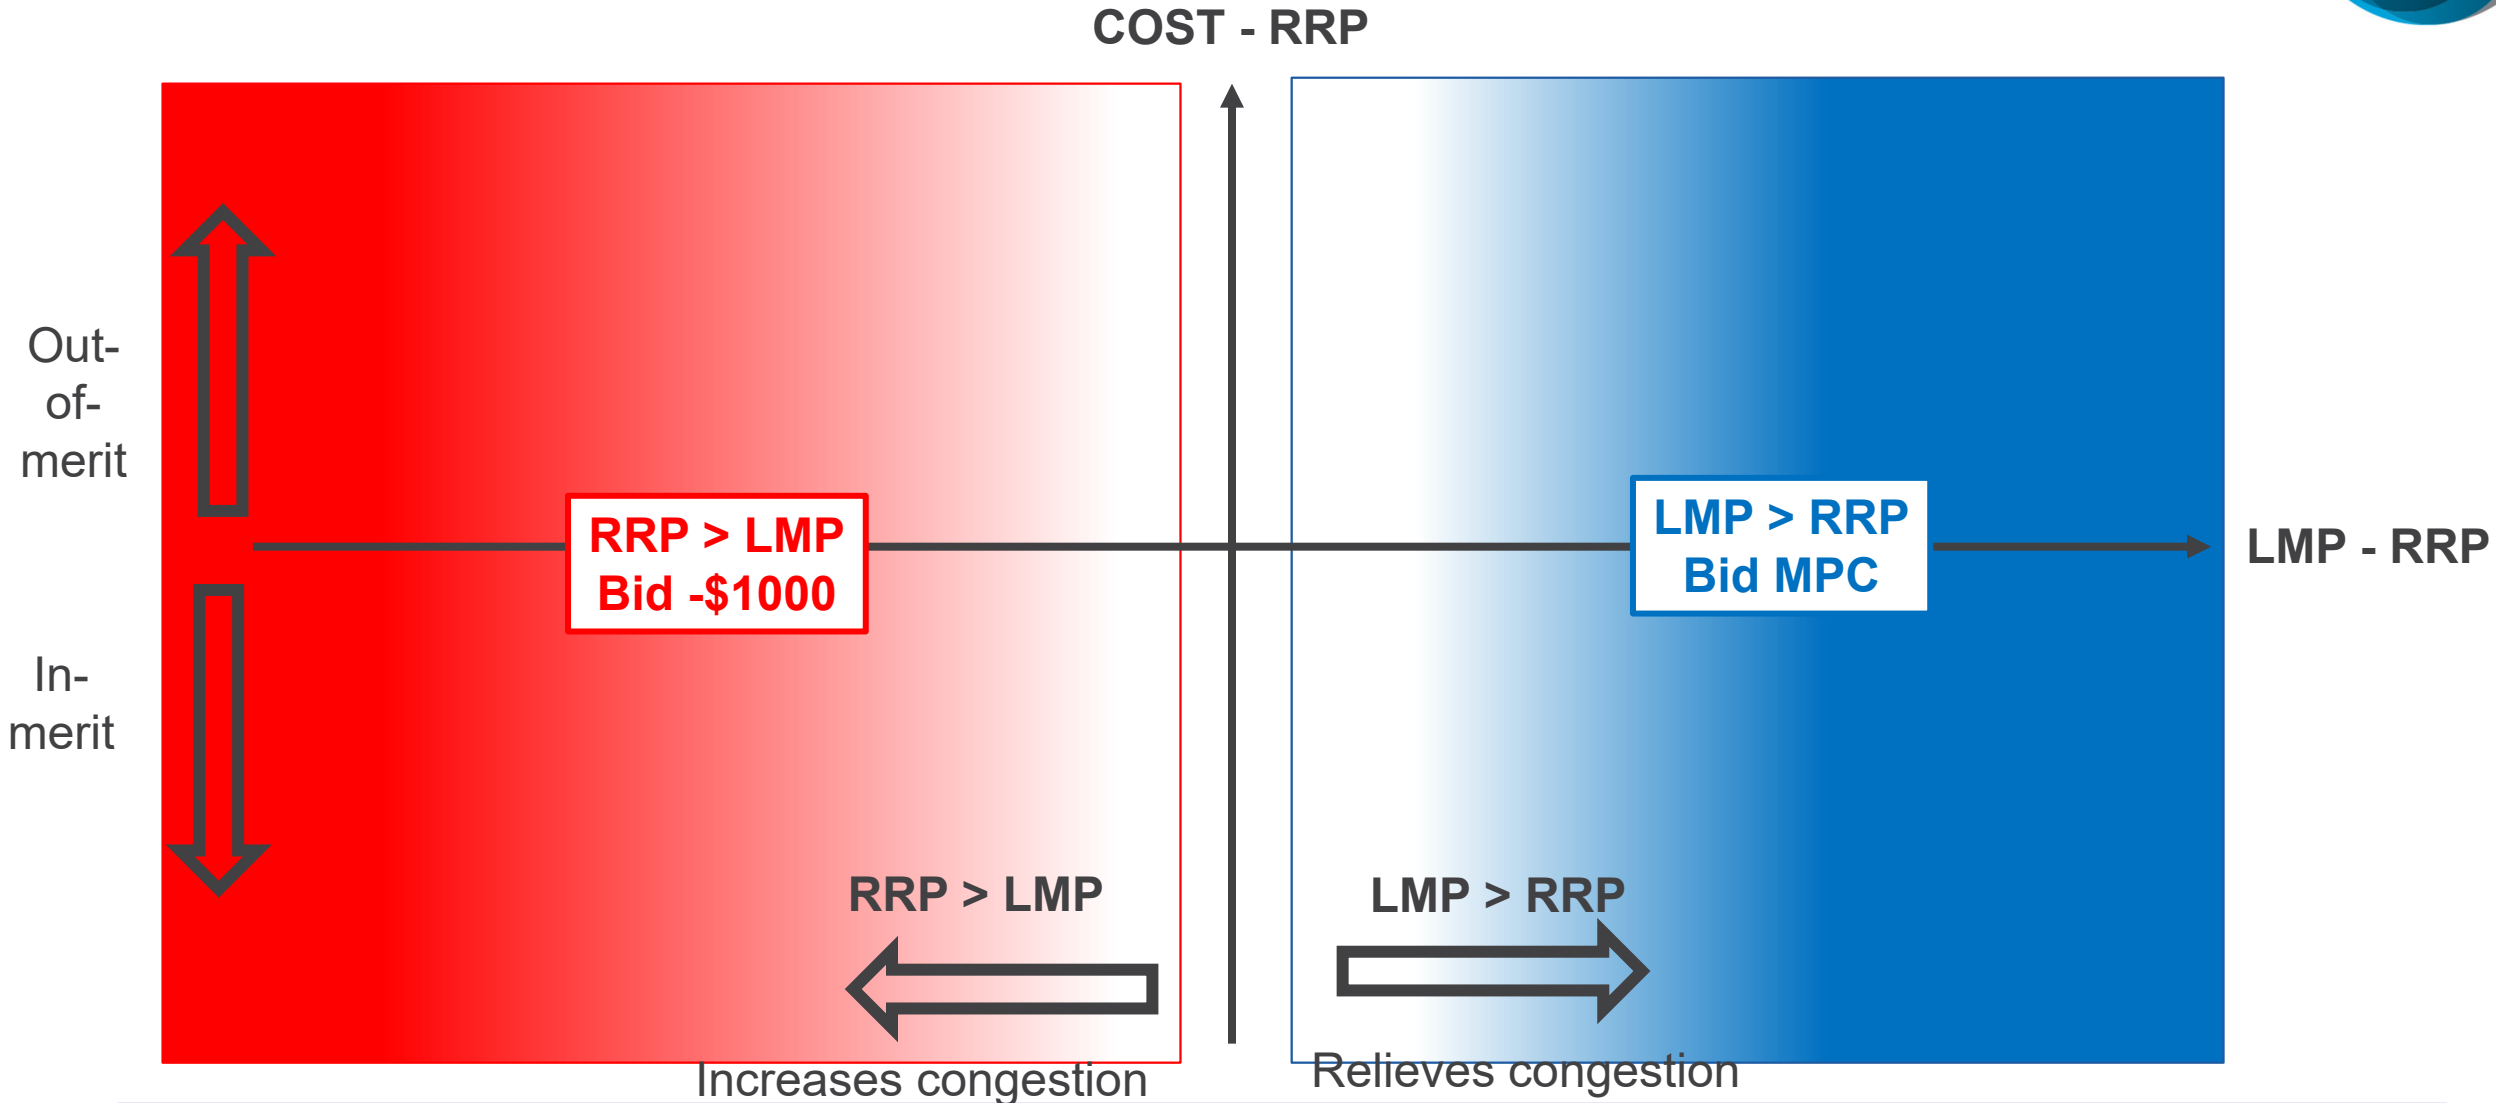 COST - RRP
Out-
of-
merit
RRP > LMP
Bid -$1000
LMP > RRP
Bid MPC
LMP - RRP
In-
merit
RRP > LMP
LMP > RRP
Increases congestion
Relieves congestion